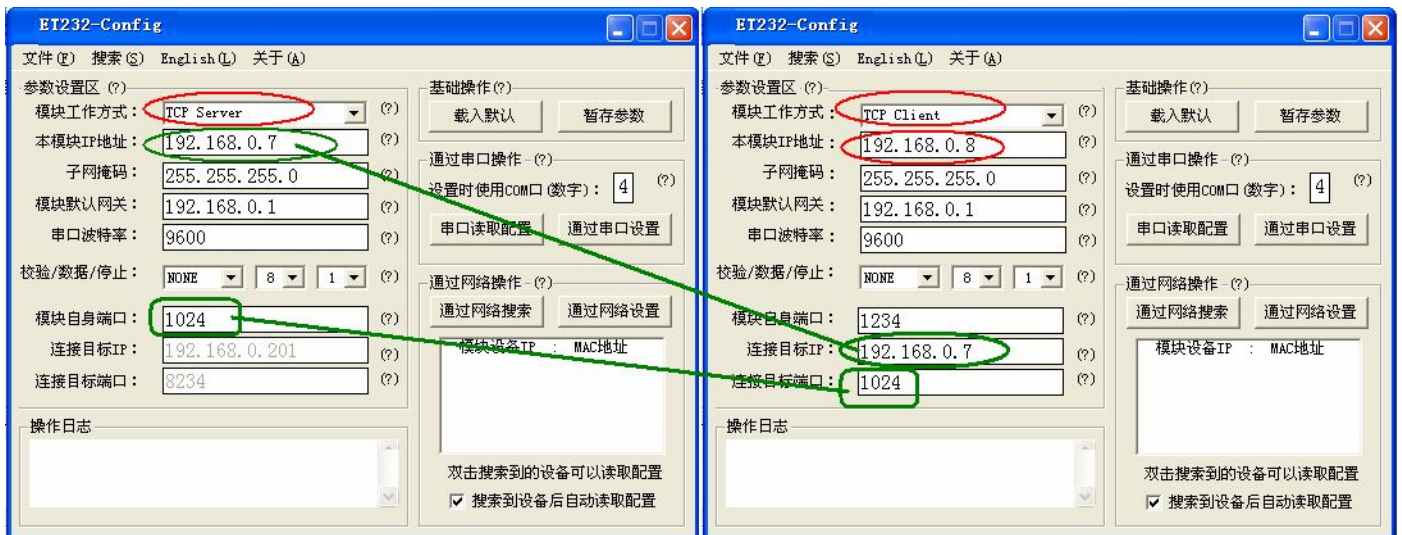 ET232-Config
文件(F) 搜索(S) English(L) 关于(A)
参数设置区 (?)
模块工作方式: TCP Server (?)
本模块IP地址: 192.168.0.7 (?)
子网掩码: 255.255.255.0 (?)
模块默认网关: 192.168.0.1 (?)
串口波特率: 9600 (?)
校验/数据/停止: NONE 8 1 (?)
模块自身端口: 1024 (?)
连接目标IP: 192.168.0.201 (?)
连接目标端口: 8234 (?)
操作日志
基础操作(?)
载入默认 暂存参数
通过串口操作-(?)
设置时使用COM口(数字): 4 (?)
串口读取配置 通过串口设置
通过网络操作-(?)
通过网络搜索 通过网络设置
模块设备IP : MAC地址
双击搜索到的设备可以读取配置
搜索到设备后自动读取配置
ET232-Config
文件(F) 搜索(S) English(L) 关于(A)
参数设置区 (?)
模块工作方式: TCP Client (?)
本模块IP地址: 192.168.0.8 (?)
子网掩码: 255.255.255.0 (?)
模块默认网关: 192.168.0.1 (?)
串口波特率: 9600 (?)
校验/数据/停止: NONE 8 1 (?)
模块自身端口: 1234 (?)
连接目标IP: 192.168.0.7 (?)
连接目标端口: 1024 (?)
操作日志
基础操作(?)
载入默认 暂存参数
通过串口操作-(?)
设置时使用COM口(数字): 4 (?)
串口读取配置 通过串口设置
通过网络操作-(?)
通过网络搜索 通过网络设置
模块设备IP : MAC地址
双击搜索到的设备可以读取配置
搜索到设备后自动读取配置